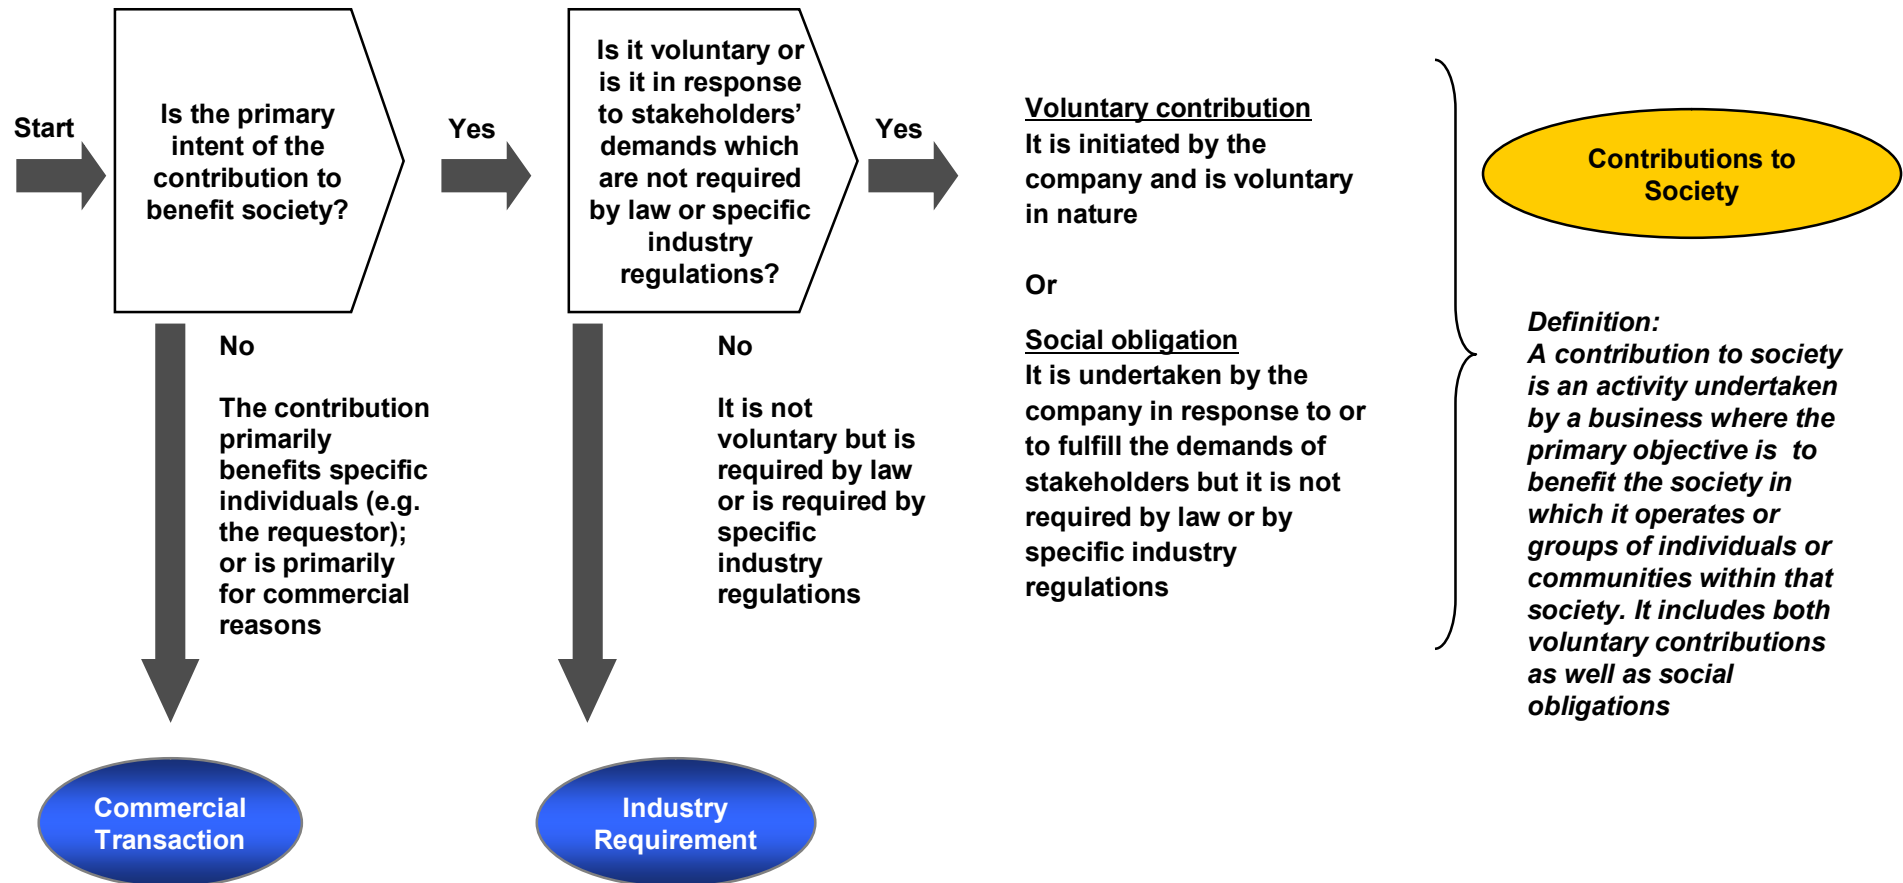 Start
Is the primary
intent of the
contribution to
benefit society?
Yes
Is it voluntary or
is it in response
to stakeholders’
demands which
are not required
by law or specific
industry
regulations?
Yes
Voluntary contribution
It is initiated by the
company and is voluntary
in nature
Or
Social obligation
It is undertaken by the
company in response to or
to fulfill the demands of
stakeholders but it is not
required by law or by
specific industry
regulations
Contributions to
Society
Definition:
A contribution to society
is an activity undertaken
by a business where the
primary objective is  to
benefit the society in
which it operates or
groups of individuals or
communities within that
society. It includes both
voluntary contributions
as well as social
obligations
No
The contribution
primarily
benefits specific
individuals (e.g.
the requestor);
or is primarily
for commercial
reasons
No
It is not
voluntary but is
required by law
or is required by
specific
industry
regulations
Commercial
Transaction
Industry
Requirement